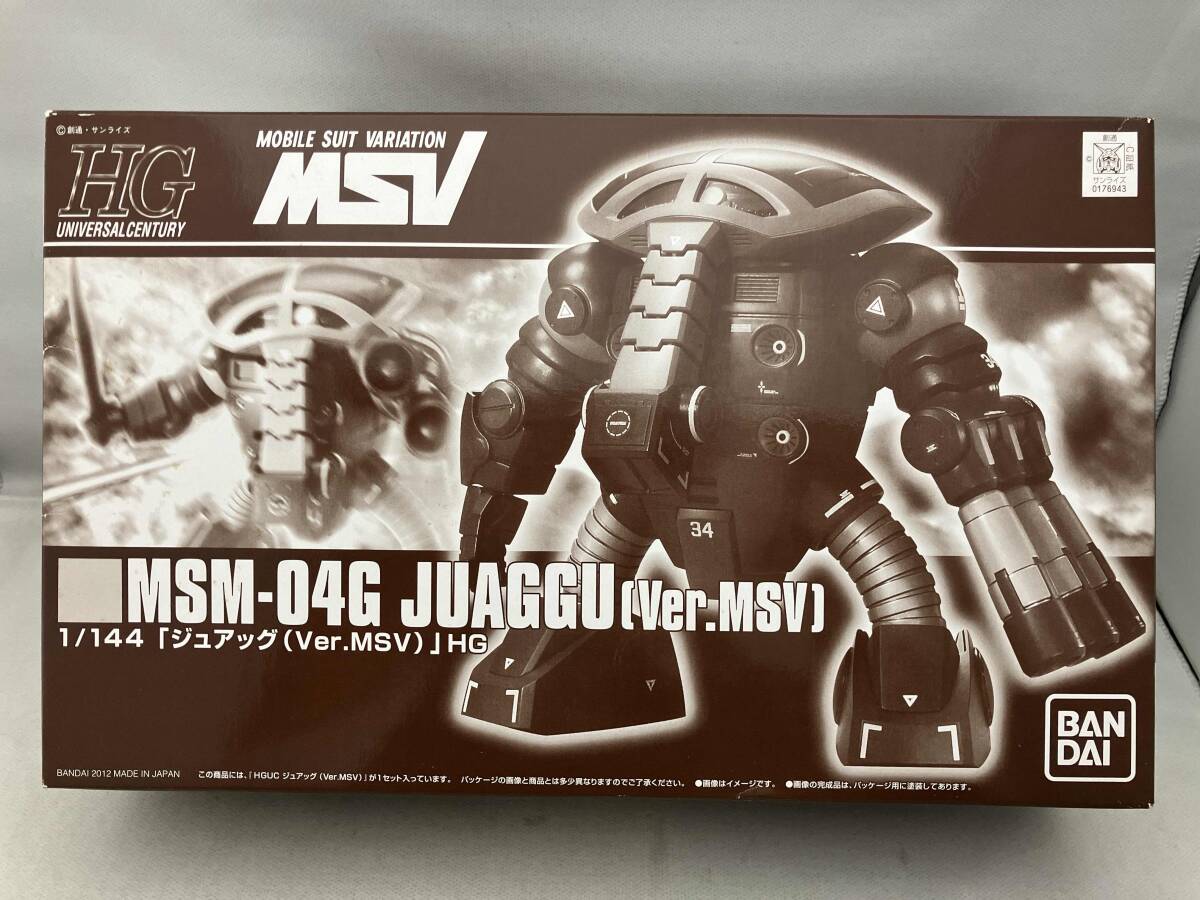 ©創通・サンライズ
HG
UNIVERSAL CENTURY
MOBILE SUIT VARIATION
MSV
創通
©
サンライズ
0176943
34
34
MSM-04G JUAGGU(Ver.MSV)
1/144「ジュアッグ(Ver.MSV)」HG
BAN
DAI
BANDAI 2012 MADE IN JAPAN
この商品には、「HGUC ジュアッグ(Ver.MSV)」が1セット入っています。 パッケージの画像と商品とは多少異なりますのでご了承ください。 ●画像はイメージです。 ●画像の完成品は、パッケージ用に塗装してあります。